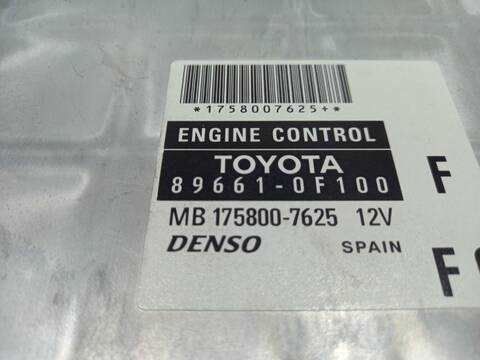 *1758007625+*
ENGINE CONTROL
TOYOTA
89661-0F100 F
MB 175800-7625 12V
DENSO SPAIN
F